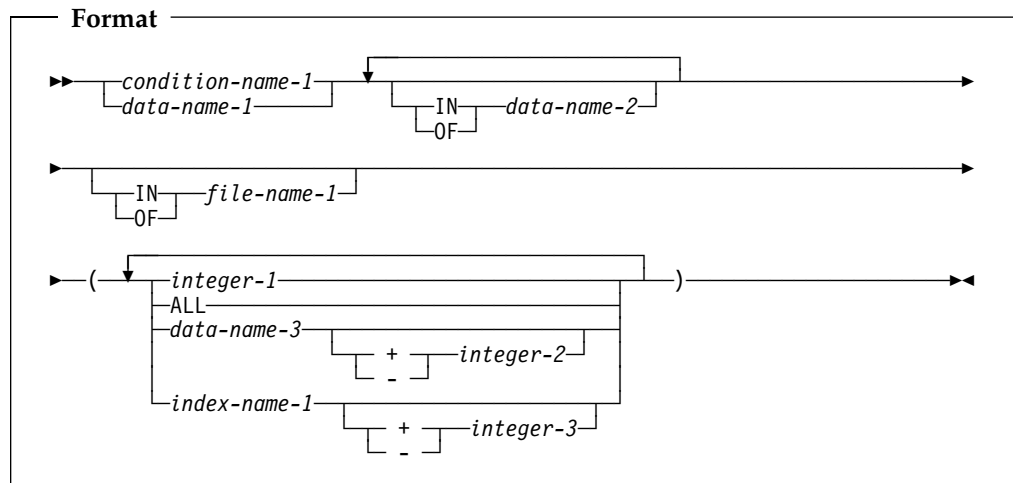 Format
condition-name-1
data-name-1
IN data-name-2
OF
IN file-name-1
OF
( integer-1 )
ALL
data-name-3 + integer-2
-
index-name-1 + integer-3
-